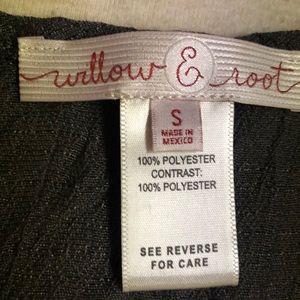 willow & root
S
MADE IN
MEXICO
100% POLYESTER
CONTRAST:
100% POLYESTER
SEE REVERSE
FOR CARE